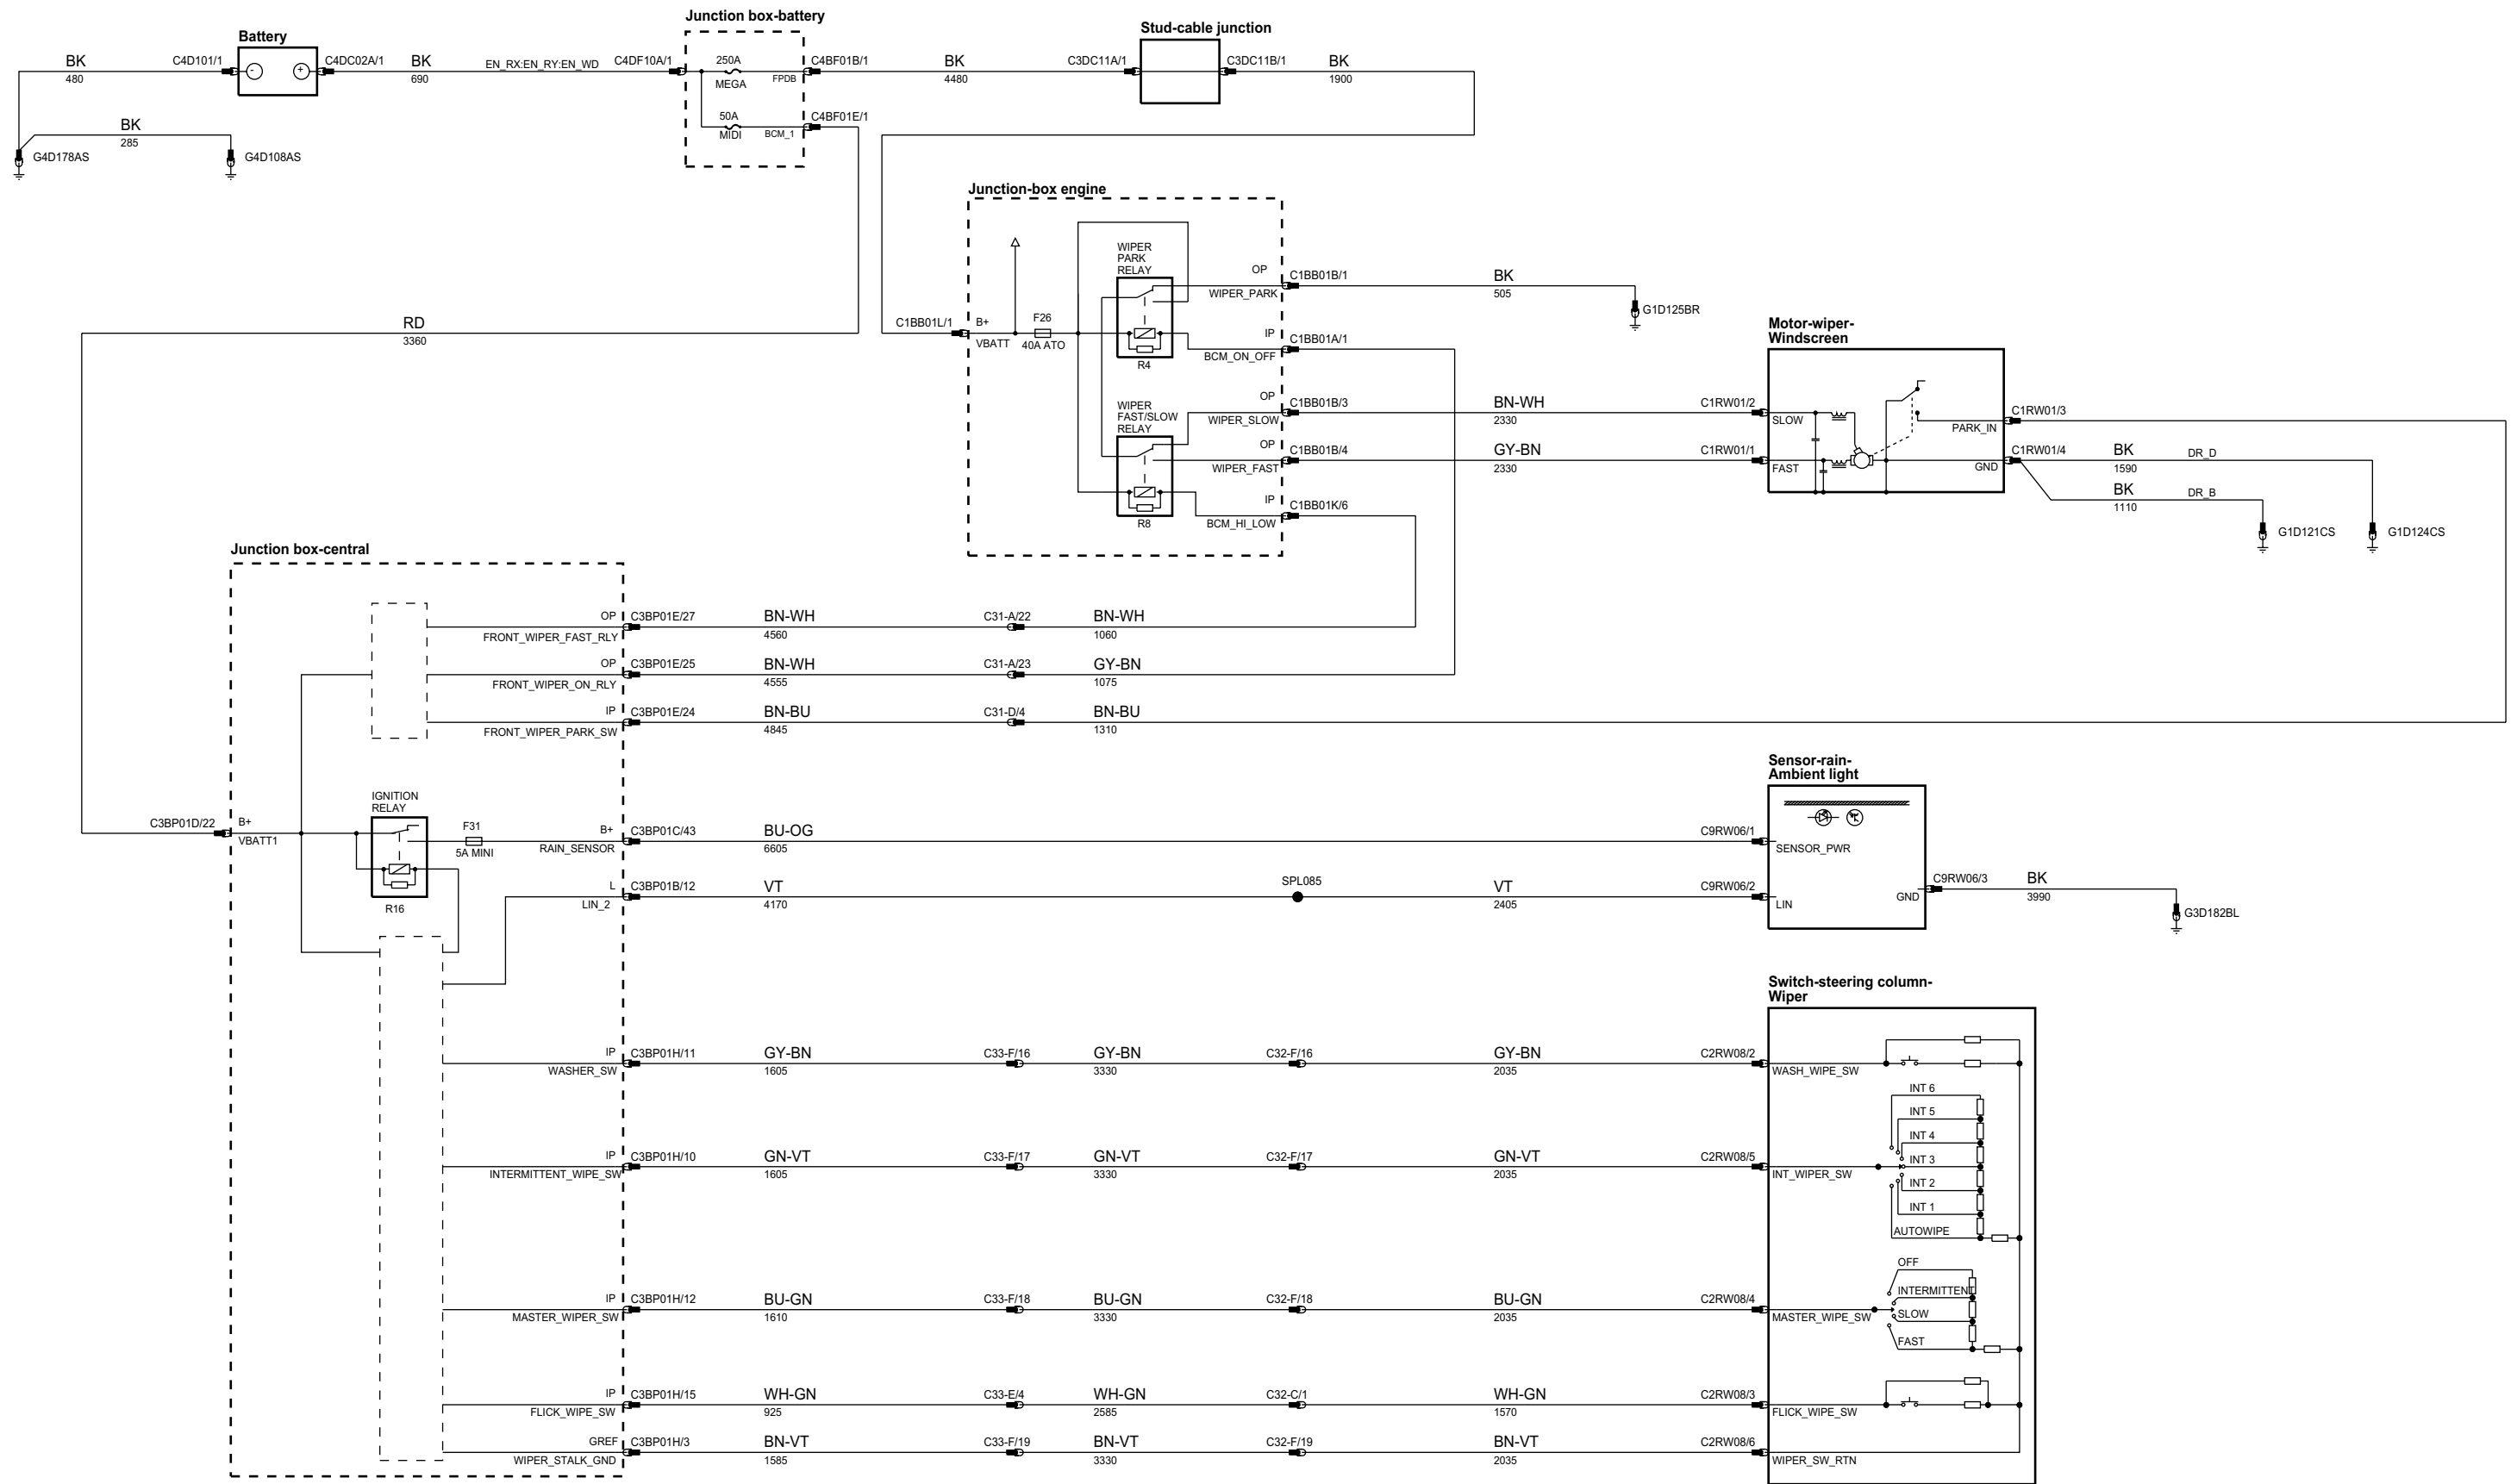 Junction box-battery
Battery
Stud-cable junction
BK
480
C4D101/1
-
+
C4DC02A/1
BK
690
EN_RX:EN_RY:EN_WD
C4DF10A/1
250A
MEGA
FPDB
C4BF01B/1
BK
4480
C3DC11A/1
C3DC11B/1
BK
1900
50A
MIDI
BCM_1
C4BF01E/1
BK
285
G4D178AS
G4D108AS
Junction-box engine
WIPER
PARK
RELAY
OP
C1BB01B/1
WIPER_PARK
BK
505
G1D125BR
RD
3360
C1BB01L/1
B+
VBATT
F26
40A ATO
R4
IP
C1BB01A/1
BCM_ON_OFF
Motor-wiper-
Windscreen
WIPER
FAST/SLOW
RELAY
OP
C1BB01B/3
WIPER_SLOW
BN-WH
2330
C1RW01/2
SLOW
PARK_IN
C1RW01/3
OP
C1BB01B/4
WIPER_FAST
GY-BN
2330
C1RW01/1
FAST
GND
C1RW01/4
BK
1590
DR_D
BK
1110
DR_B
R8
IP
C1BB01K/6
BCM_HI_LOW
G1D121CS
G1D124CS
Junction box-central
OP
C3BP01E/27
FRONT_WIPER_FAST_RLY
BN-WH
4560
C31-A/22
BN-WH
1060
OP
C3BP01E/25
FRONT_WIPER_ON_RLY
BN-WH
4555
C31-A/23
GY-BN
1075
IP
C3BP01E/24
FRONT_WIPER_PARK_SW
BN-BU
4845
C31-D/4
BN-BU
1310
Sensor-rain-
Ambient light
IGNITION
RELAY
C3BP01D/22
B+
VBATT1
F31
5A MINI
R16
B+
C3BP01C/43
RAIN_SENSOR
BU-OG
6605
C9RW06/1
SENSOR_PWR
L
C3BP01B/12
LIN_2
VT
4170
SPL085
VT
2405
C9RW06/2
LIN
GND
C9RW06/3
BK
3990
G3D182BL
Switch-steering column-
Wiper
IP
C3BP01H/11
WASHER_SW
GY-BN
1605
C33-F/16
GY-BN
3330
C32-F/16
GY-BN
2035
C2RW08/2
WASH_WIPE_SW
INT 6
INT 5
INT 4
IP
C3BP01H/10
INTERMITTENT_WIPE_SW
GN-VT
1605
C33-F/17
GN-VT
3330
C32-F/17
GN-VT
2035
C2RW08/5
INT_WIPER_SW
INT 3
INT 2
INT 1
AUTOWIPE
OFF
INTERMITTENT
IP
C3BP01H/12
MASTER_WIPER_SW
BU-GN
1610
C33-F/18
BU-GN
3330
C32-F/18
BU-GN
2035
C2RW08/4
MASTER_WIPE_SW
SLOW
FAST
IP
C3BP01H/15
FLICK_WIPE_SW
WH-GN
925
C33-E/4
WH-GN
2585
C32-C/1
WH-GN
1570
C2RW08/3
FLICK_WIPE_SW
GREF
C3BP01H/3
WIPER_STALK_GND
BN-VT
1585
C33-F/19
BN-VT
3330
C32-F/19
BN-VT
2035
C2RW08/6
WIPER_SW_RTN